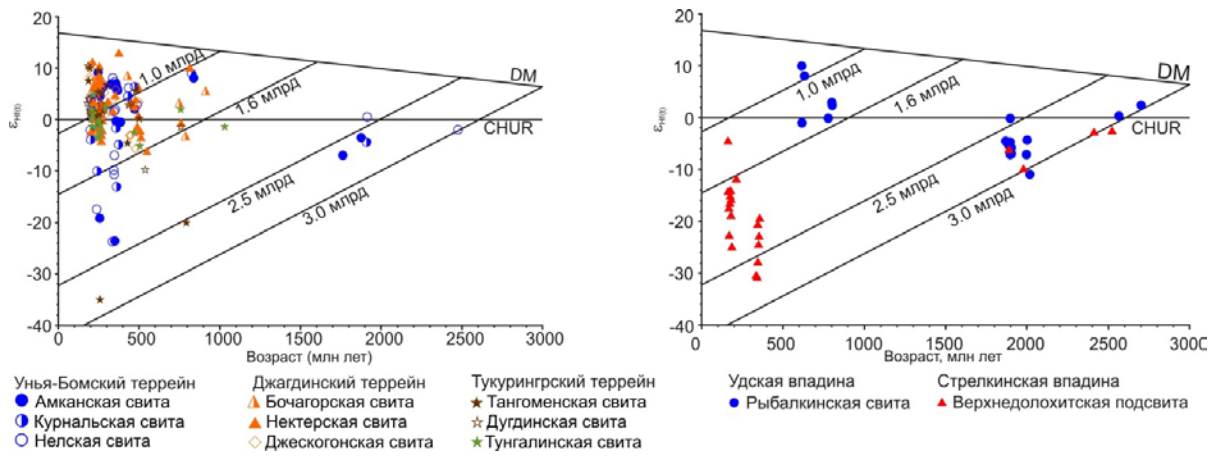 20
10
0
-10
-20
-30
-40
εHf(t)
0
500
1000
1500
2000
2500
3000
Возраст (млн лет)
DM
CHUR
1.0 млрд
1.6 млрд
2.5 млрд
3.0 млрд
Унья-Бомский террейн
Амканская свита
Курнальская свита
Нелская свита
Джагдинский террейн
Бочагорская свита
Нектерская свита
Джескогонская свита
Тукурингрский террейн
Тангоменская свита
Дугдинская свита
Тунгалинская свита
20
10
0
-10
-20
-30
-40
εHf(t)
0
500
1000
1500
2000
2500
3000
Возраст, млн лет
DM
CHUR
1.0 млрд
1.6 млрд
2.5 млрд
3.0 млрд
Удская впадина
Рыбалкинская свита
Стрелкинская впадина
Верхнедолохитская подсвита